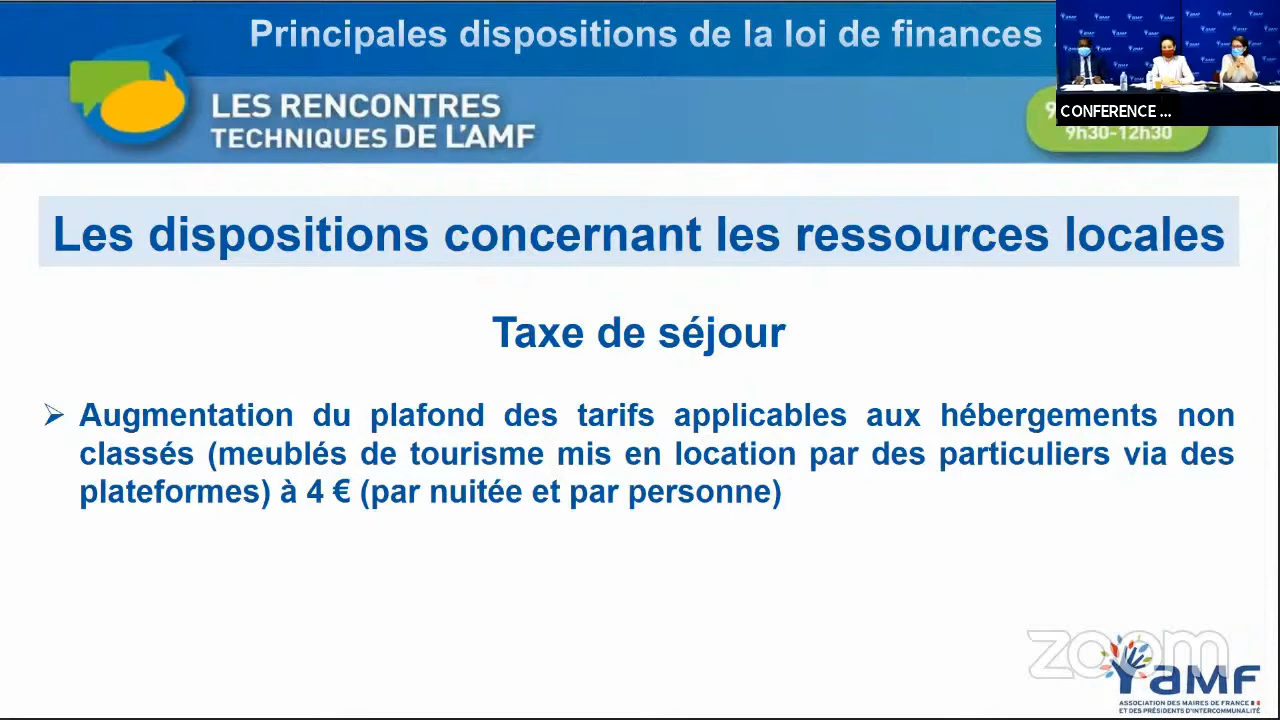 Principales dispositions de la loi de finances
LES RENCONTRES
TECHNIQUES DE L'AMF
CONFERENCE ...
9h30-12h30
Les dispositions concernant les ressources locales
Taxe de séjour
➢ Augmentation du plafond des tarifs applicables aux hébergements non
classés (meublés de tourisme mis en location par des particuliers via des
plateformes) à 4 € (par nuitée et par personne)
zoom
aMF
ASSOCIATION DES MAIRES DE FRANCE
ET DES PRÉSIDENTS D'INTERCOMMUNALITÉ